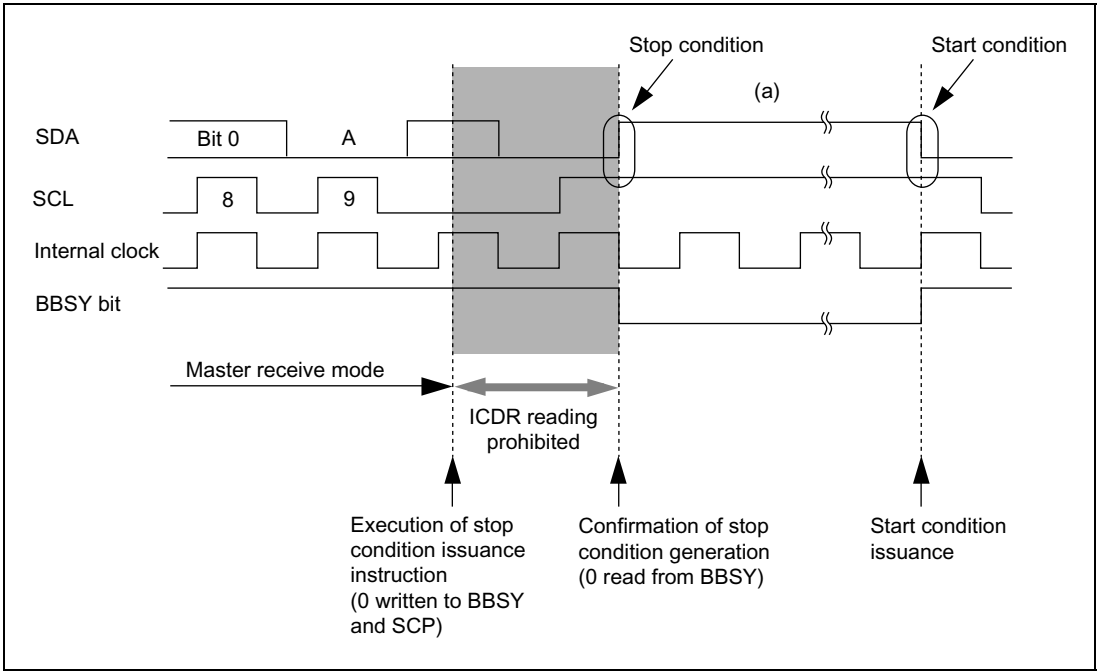 Stop condition
Start condition
(a)
SDA
Bit 0
A
SCL
8
9
Internal clock
BBSY bit
Master receive mode
ICDR reading
prohibited
Execution of stop
condition issuance
instruction
(0 written to BBSY
and SCP)
Confirmation of stop
condition generation
(0 read from BBSY)
Start condition
issuance